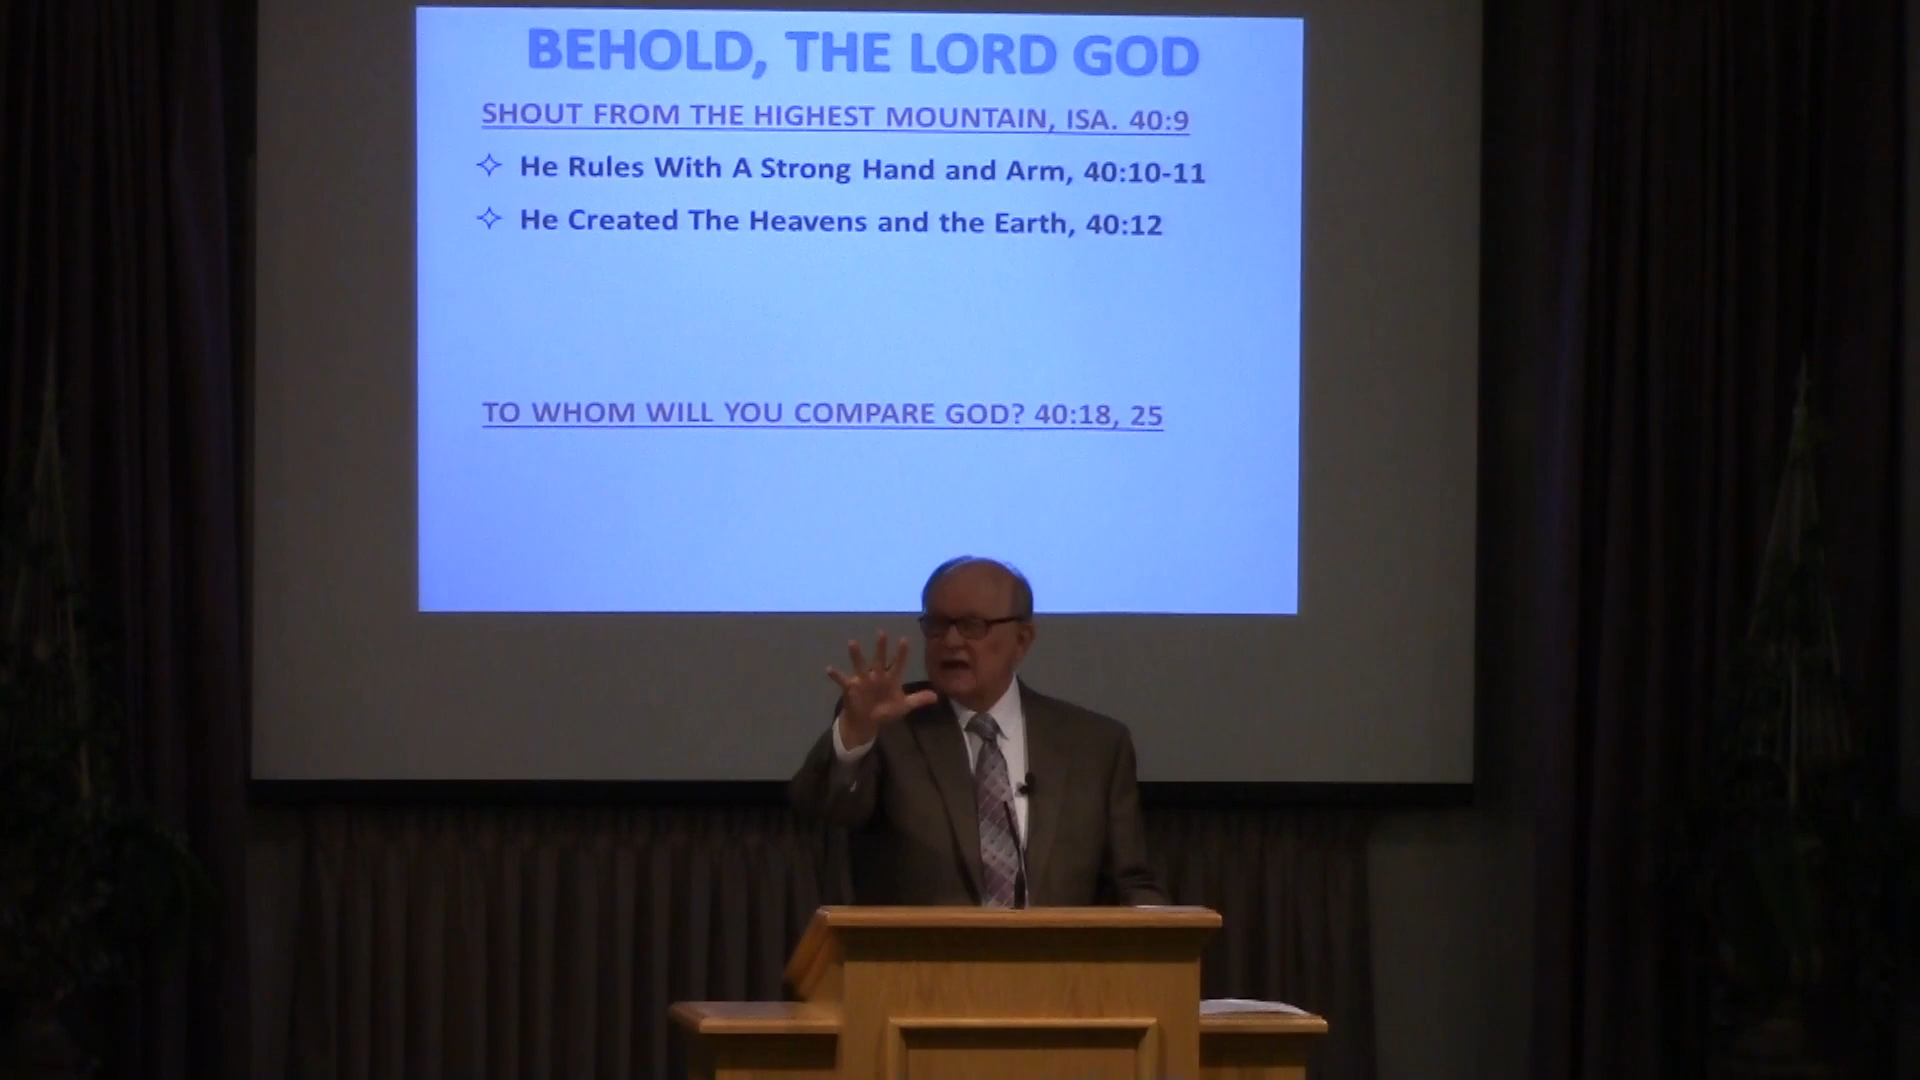 BEHOLD, THE LORD GOD
SHOUT FROM THE HIGHEST MOUNTAIN, ISA. 40:9
He Rules With A Strong Hand and Arm, 40:10-11
He Created The Heavens and the Earth, 40:12
TO WHOM WILL YOU COMPARE GOD? 40:18, 25